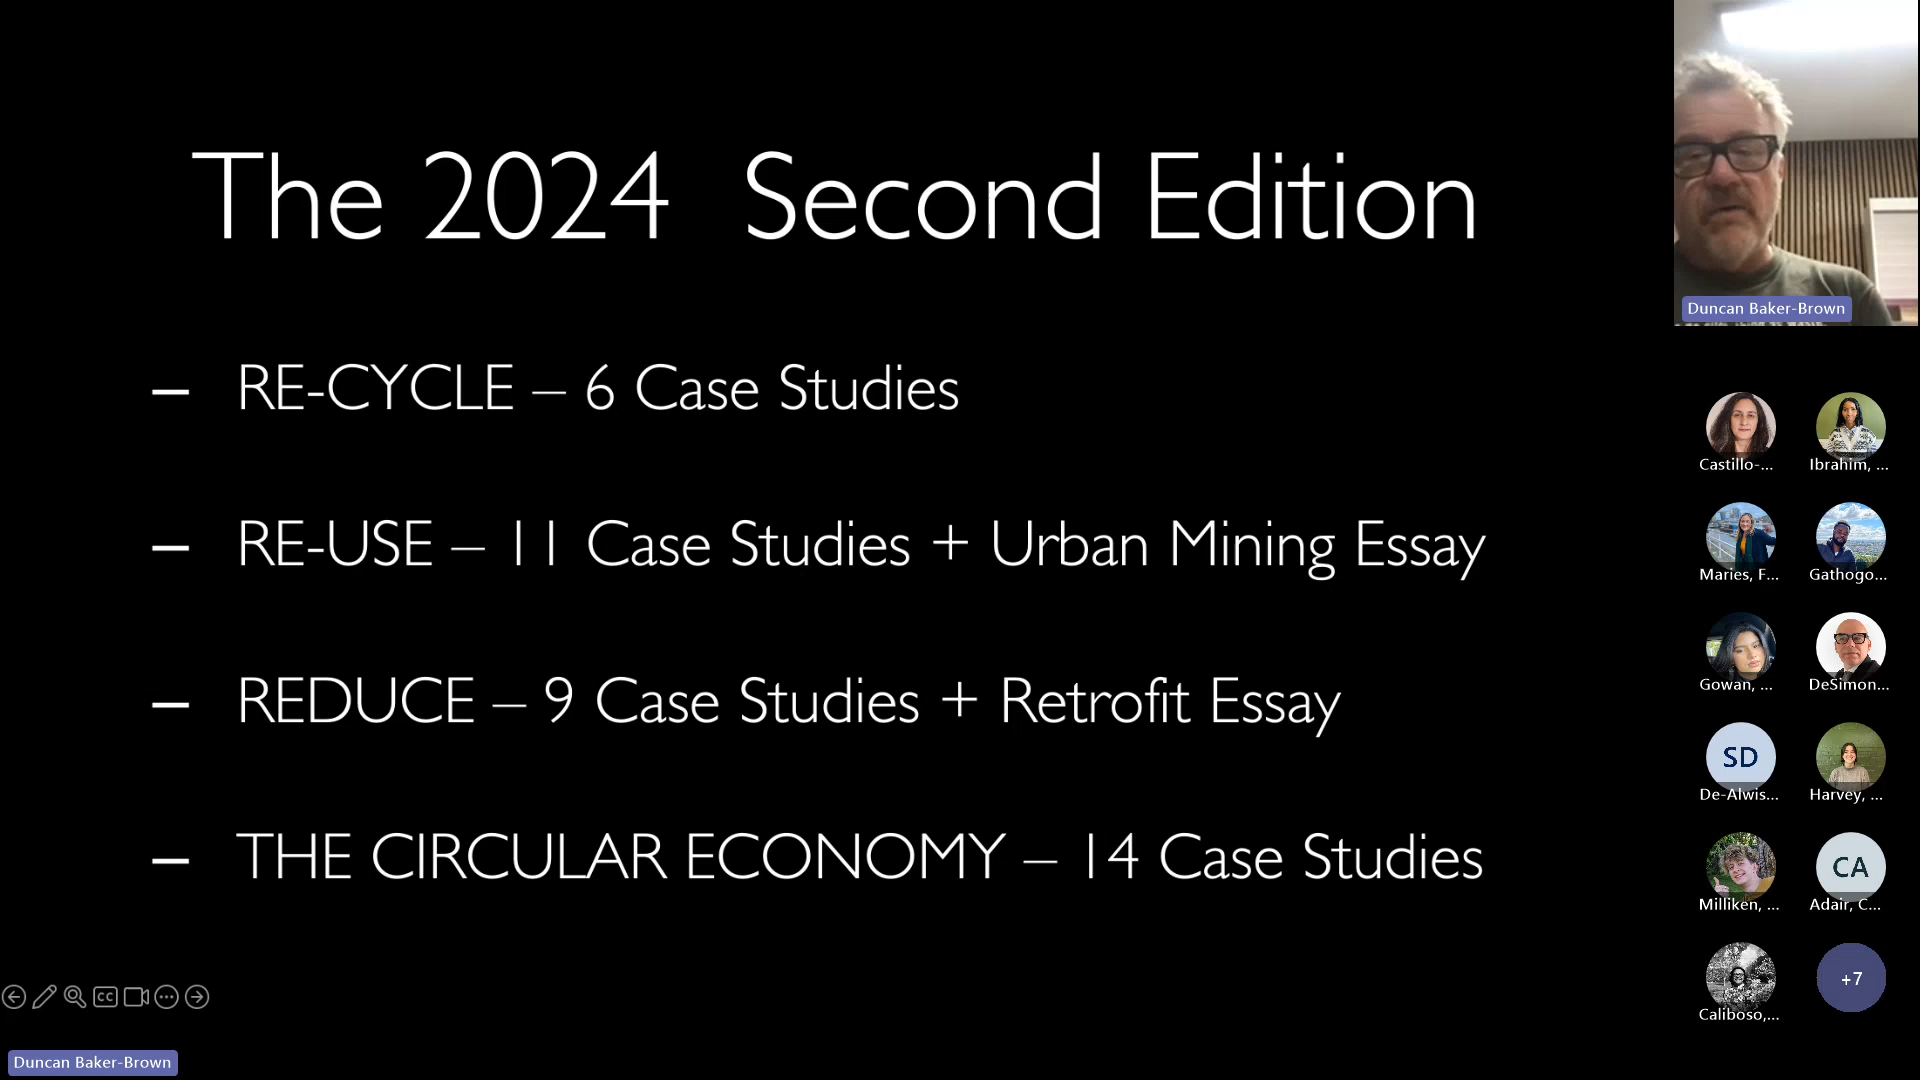 The 2024 Second Edition
– RE-CYCLE – 6 Case Studies
– RE-USE – 11 Case Studies + Urban Mining Essay
– REDUCE – 9 Case Studies + Retrofit Essay
– THE CIRCULAR ECONOMY – 14 Case Studies
CC
Duncan Baker-Brown
Duncan Baker-Brown
Castillo-...
Ibrahim, ...
Maries, F...
Gathogo...
Gowan, ...
DeSimon...
SD
De-Alwis...
Harvey, ...
Milliken, ...
CA
Adair, C...
Caliboso,...
+7